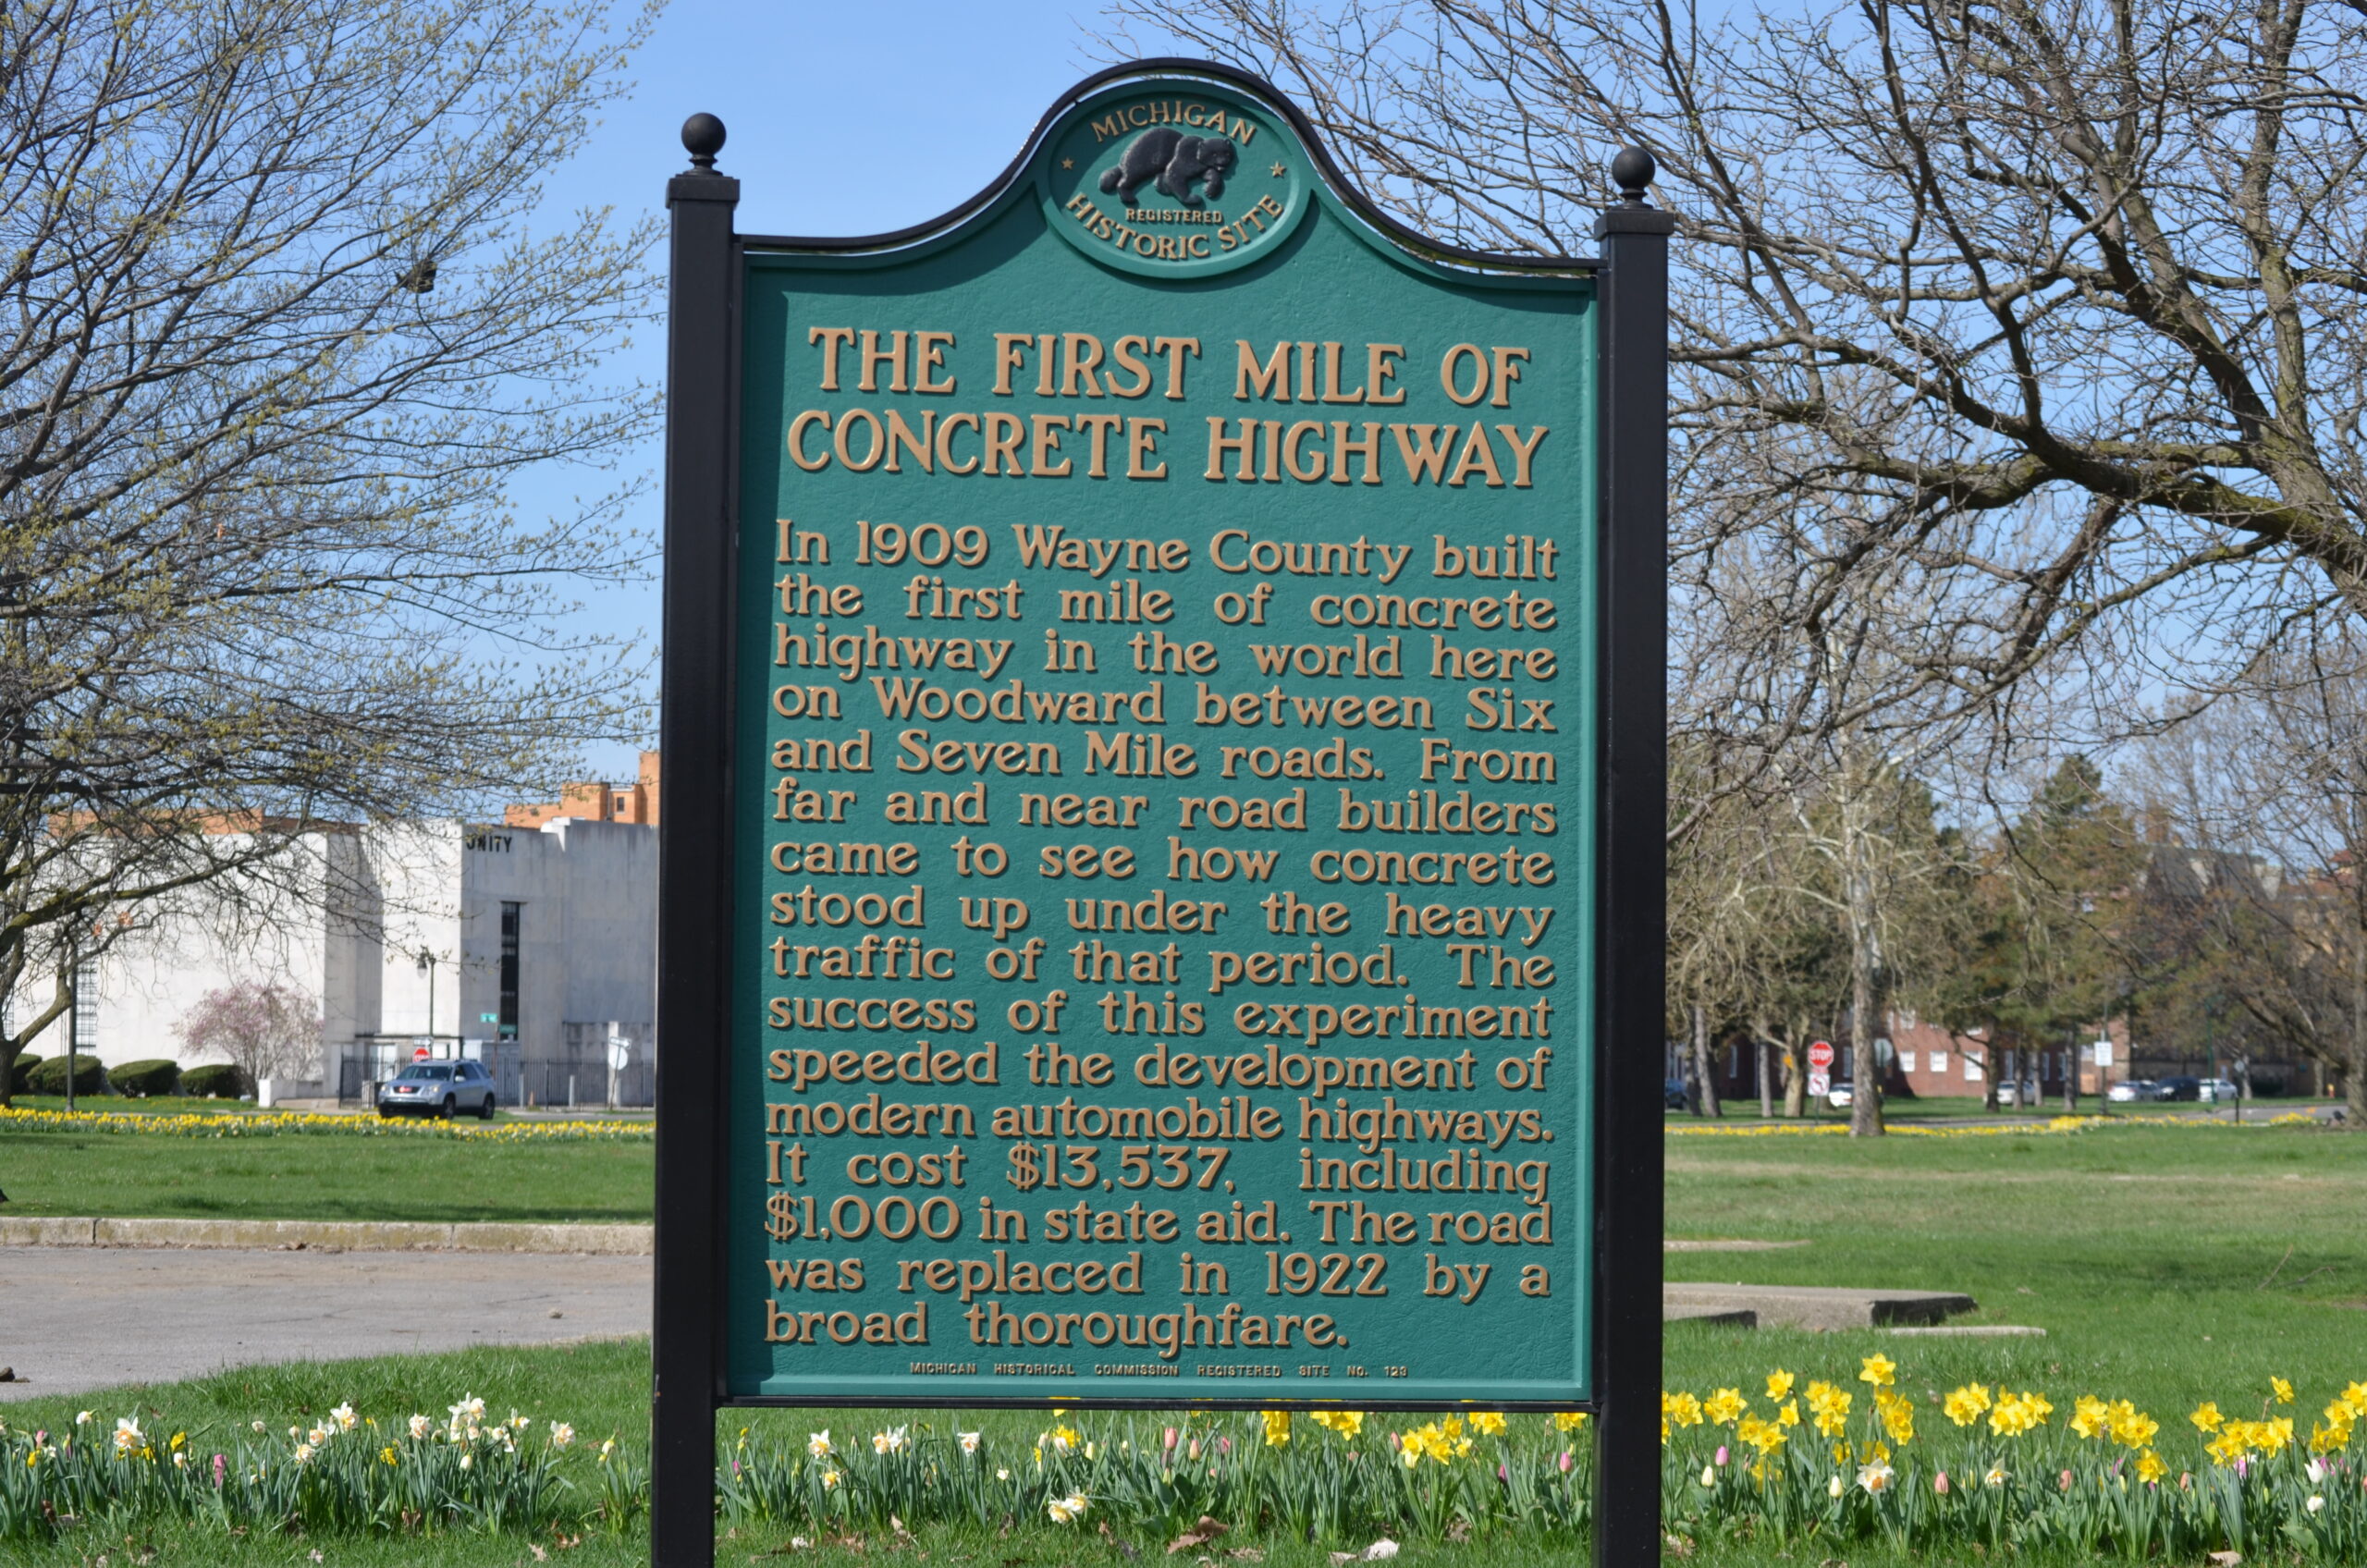 MICHIGAN
REGISTERED
HISTORIC SITE
THE FIRST MILE OF
CONCRETE HIGHWAY
In 1909 Wayne County built
the first mile of concrete
highway in the world here
on Woodward between Six
and Seven Mile roads. From
far and near road builders
came to see how concrete
stood up under the heavy
traffic of that period. The
success of this experiment
speeded the development of
modern automobile highways.
It cost $13,537, including
$1,000 in state aid. The road
was replaced in 1922 by a
broad thoroughfare.
MICHIGAN HISTORICAL COMMISSION REGISTERED SITE NO. 128
UNITY
STOP